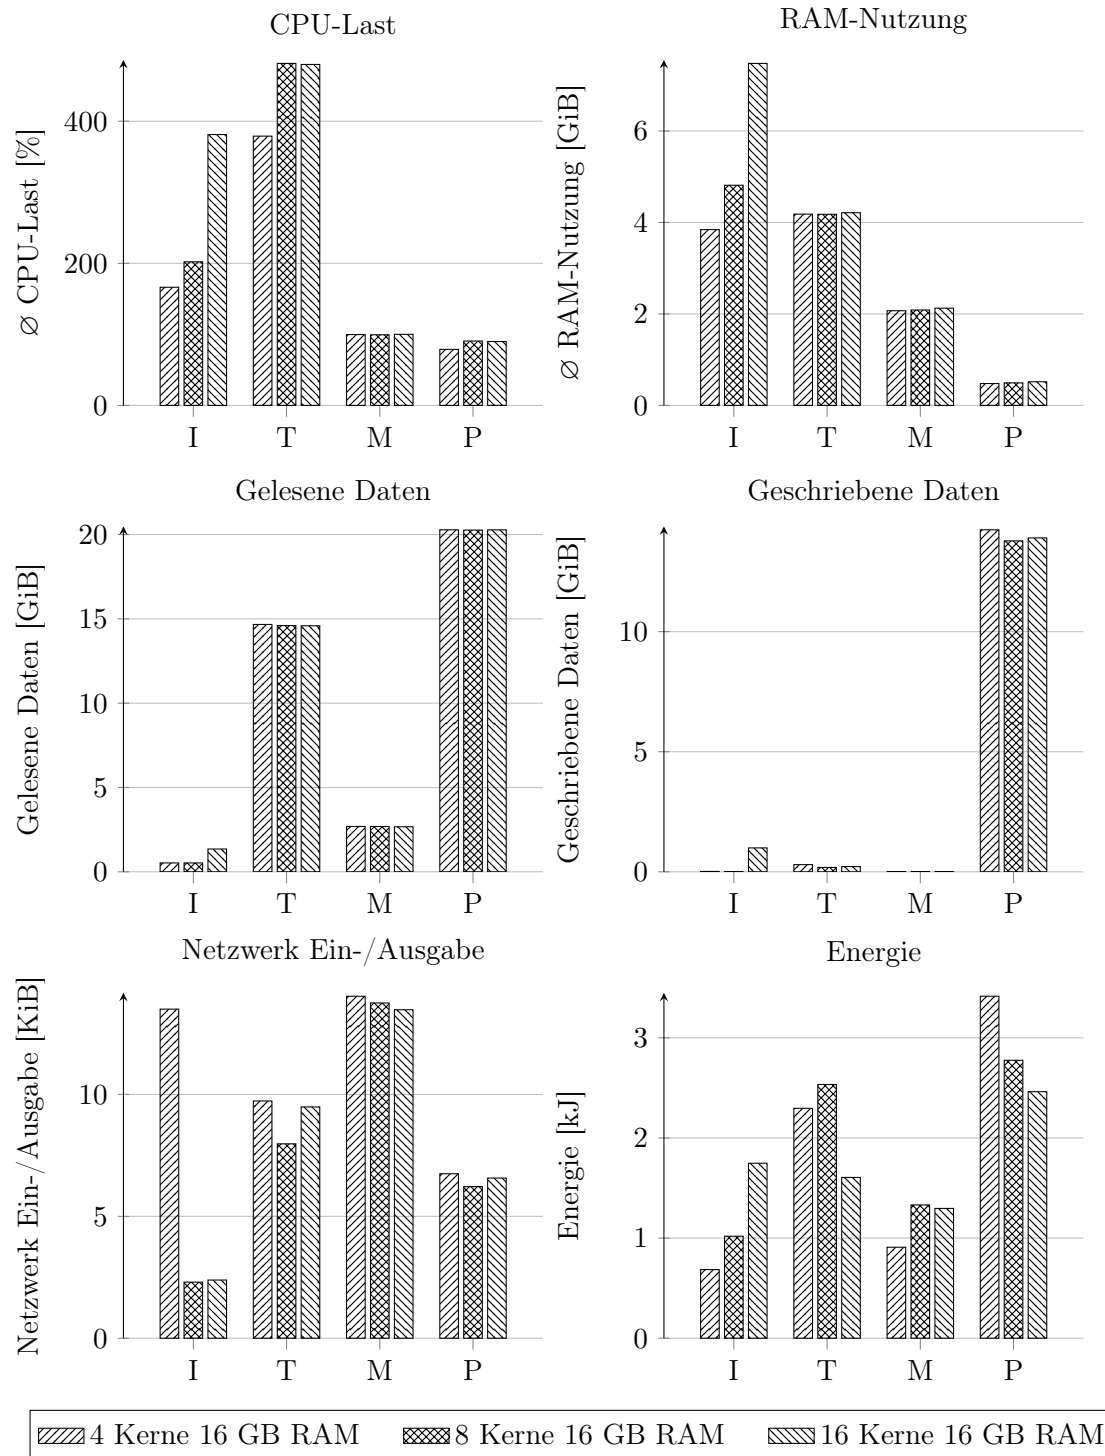 CPU-Last
Ø CPU-Last [%]
400
200
0
I T M P
RAM-Nutzung
Ø RAM-Nutzung [GiB]
6
4
2
0
I T M P
Gelesene Daten
Gelesene Daten [GiB]
20
15
10
5
0
I T M P
Geschriebene Daten
Geschriebene Daten [GiB]
10
5
0
I T M P
Netzwerk Ein-/Ausgabe
Netzwerk Ein-/Ausgabe [KiB]
10
5
0
I T M P
Energie
Energie [kJ]
3
2
1
0
I T M P
4 Kerne 16 GB RAM 8 Kerne 16 GB RAM 16 Kerne 16 GB RAM